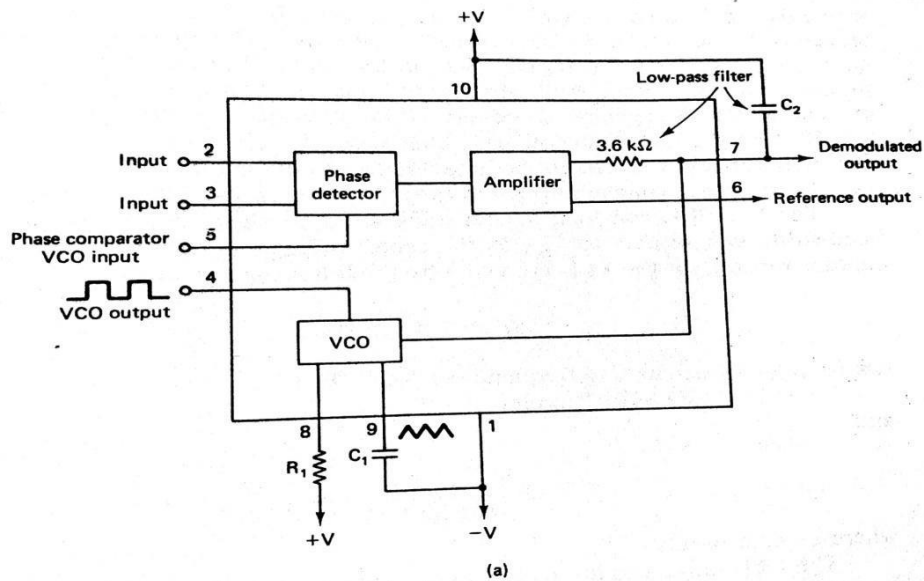 +V
10
Low-pass filter
C2
Input 2
3.6 kΩ
7
Demodulated
output
Phase
detector
Amplifier
Input 3
6
Reference output
Phase comparator
VCO input
5
4
VCO output
VCO
8
9
1
R1
C1
+V
-V
(a)